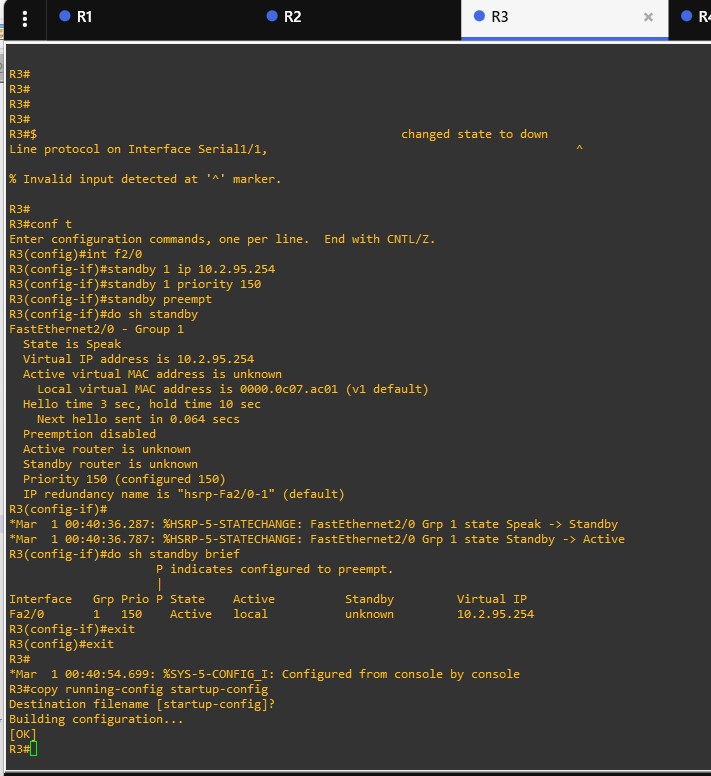 R1 R2 R3 × R4
R3#
R3#
R3#
R3#
R3#$ changed state to down
Line protocol on Interface Serial1/1, ^
% Invalid input detected at '^' marker.
R3#
R3#conf t
Enter configuration commands, one per line.  End with CNTL/Z.
R3(config)#int f2/0
R3(config-if)#standby 1 ip 10.2.95.254
R3(config-if)#standby 1 priority 150
R3(config-if)#standby preempt
R3(config-if)#do sh standby
FastEthernet2/0 - Group 1
  State is Speak
  Virtual IP address is 10.2.95.254
  Active virtual MAC address is unknown
    Local virtual MAC address is 0000.0c07.ac01 (v1 default)
  Hello time 3 sec, hold time 10 sec
    Next hello sent in 0.064 secs
  Preemption disabled
  Active router is unknown
  Standby router is unknown
  Priority 150 (configured 150)
  IP redundancy name is "hsrp-Fa2/0-1" (default)
R3(config-if)#
*Mar  1 00:40:36.287: %HSRP-5-STATECHANGE: FastEthernet2/0 Grp 1 state Speak -> Standby
*Mar  1 00:40:36.787: %HSRP-5-STATECHANGE: FastEthernet2/0 Grp 1 state Standby -> Active
R3(config-if)#do sh standby brief
                     P indicates configured to preempt.
                     |
Interface   Grp Prio P State    Active          Standby         Virtual IP
Fa2/0       1   150    Active   local           unknown         10.2.95.254
R3(config-if)#exit
R3(config)#exit
R3#
*Mar  1 00:40:54.699: %SYS-5-CONFIG_I: Configured from console by console
R3#copy running-config startup-config
Destination filename [startup-config]?
Building configuration...
[OK]
R3#